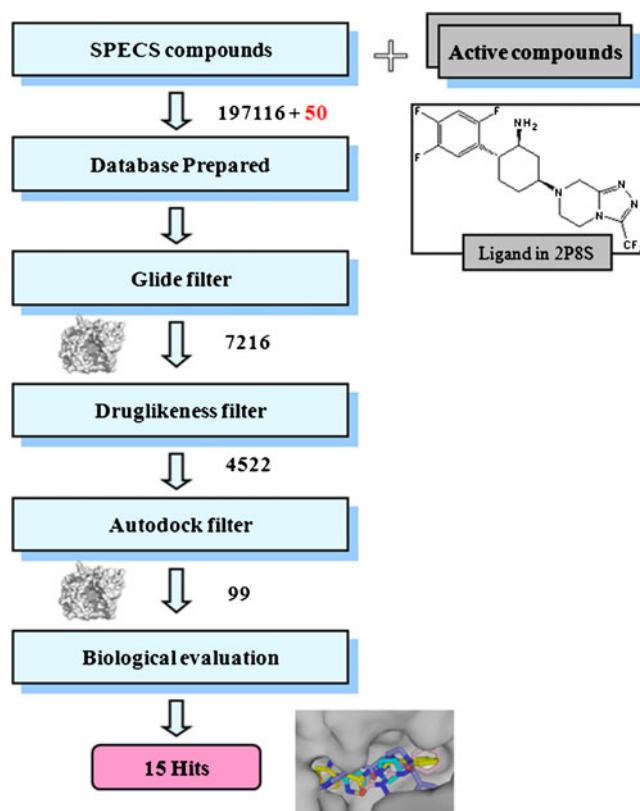 SPECS compounds
Active compounds
197116 + 50
Database Prepared
F
F
F
NH₂
N
N
N
N
CF
Ligand in 2P8S
Glide filter
7216
Druglikeness filter
4522
Autodock filter
99
Biological evaluation
15 Hits